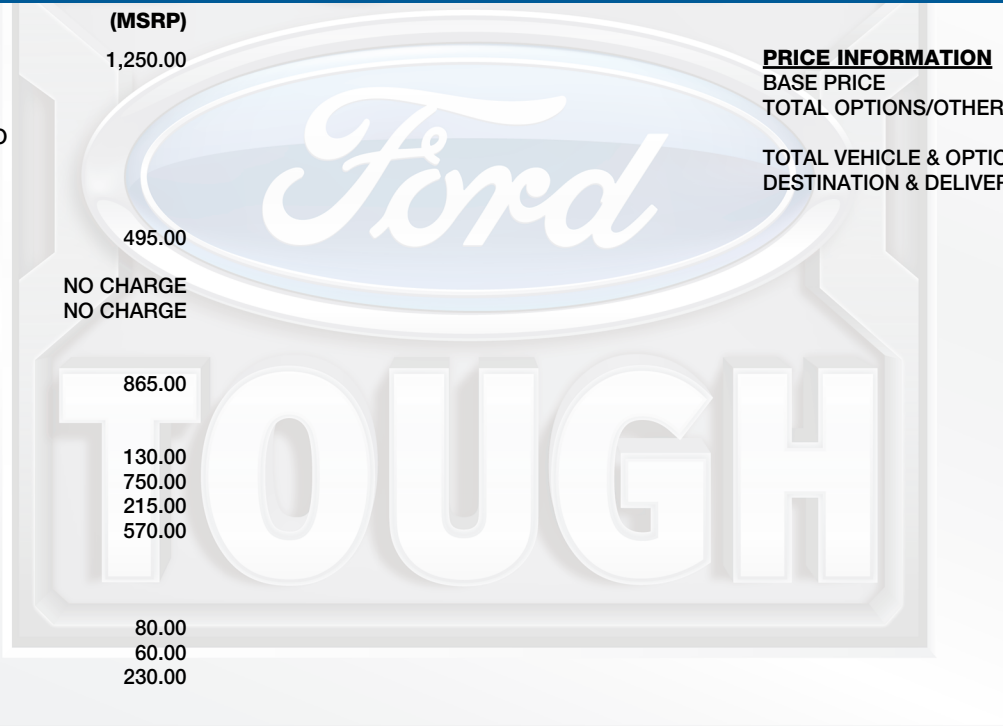 (MSRP)
1,250.00
495.00
NO CHARGE
NO CHARGE
865.00
130.00
750.00
215.00
570.00
80.00
60.00
230.00
PRICE INFORMATION
BASE PRICE
TOTAL OPTIONS/OTHER
TOTAL VEHICLE & OPTIO
DESTINATION & DELIVER
Ford
TOUGH